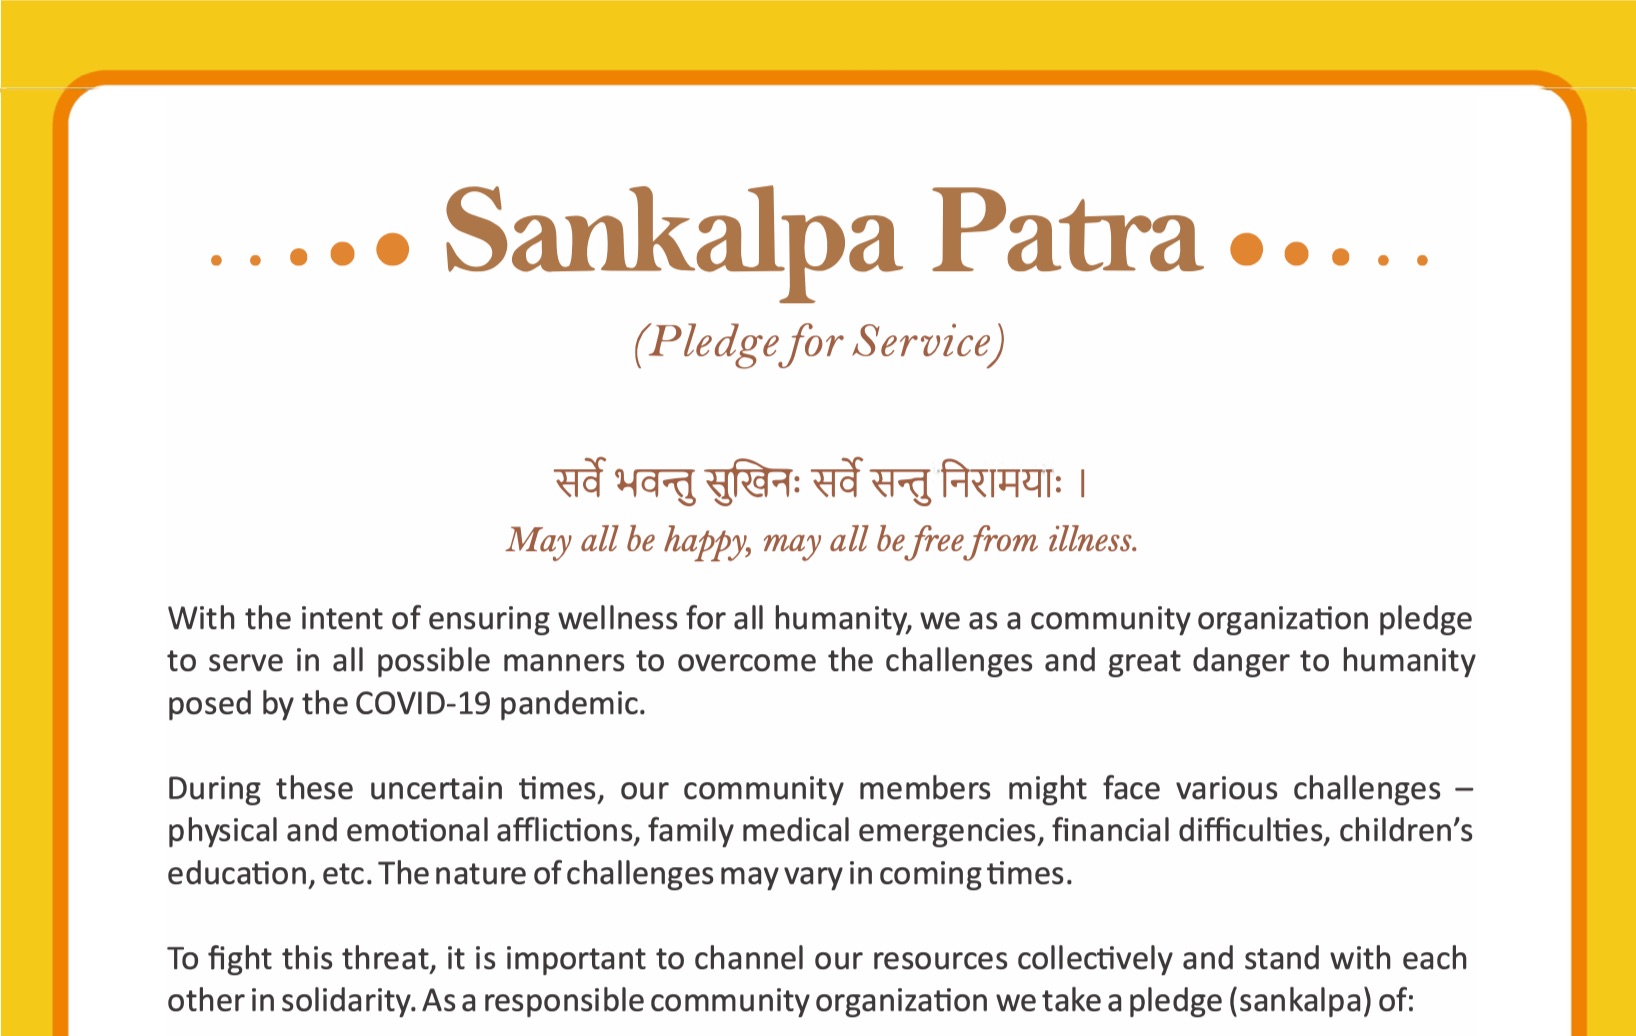 Sankalpa Patra
(Pledge for Service)
सर्वे भवन्तु सुखिनः सर्वे सन्तु निरामयाः ।
May all be happy, may all be free from illness.
With the intent of ensuring wellness for all humanity, we as a community organization pledge
to serve in all possible manners to overcome the challenges and great danger to humanity
posed by the COVID-19 pandemic.
During these uncertain times, our community members might face various challenges –
physical and emotional afflictions, family medical emergencies, financial difficulties, children’s
education, etc. The nature of challenges may vary in coming times.
To fight this threat, it is important to channel our resources collectively and stand with each
other in solidarity. As a responsible community organization we take a pledge (sankalpa) of: